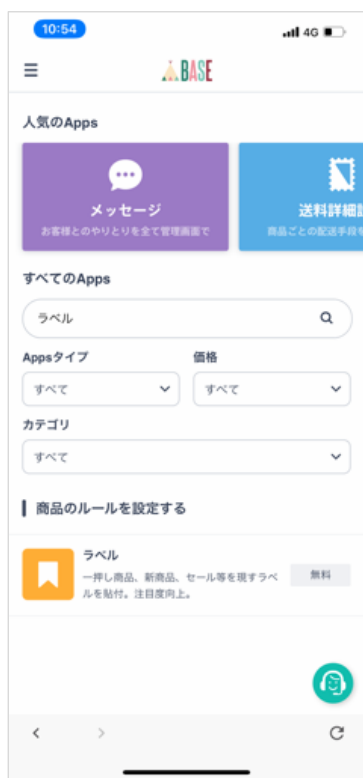 10:54
4G
BASE
人気のApps
メッセージ
お客様とのやりとりを全て管理画面で
送料詳細
商品ごとの配送手段
すべてのApps
ラベル
Appsタイプ
価格
すべて
すべて
カテゴリ
すべて
商品のルールを設定する
ラベル
一押し商品、新商品、セール等を現すラベ
ルを貼付。注目度向上。
無料